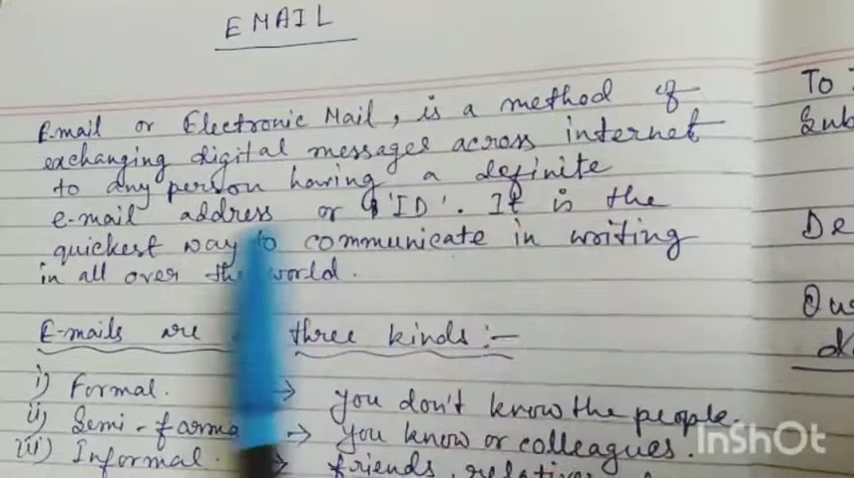 EMAIL
E-mail or Electronic Mail, is a method of
exchanging digital messages across internet
to any person having a definite
e-mail address or 'ID'. It is the
quickest way to communicate in writing
in all over the world.
E-mails are three kinds :-
i) Formal. → you don't know the people.
ii) Semi-forma → you know or colleagues.
iii) Informal. → friends, relative
To
Sub
De
InShOt